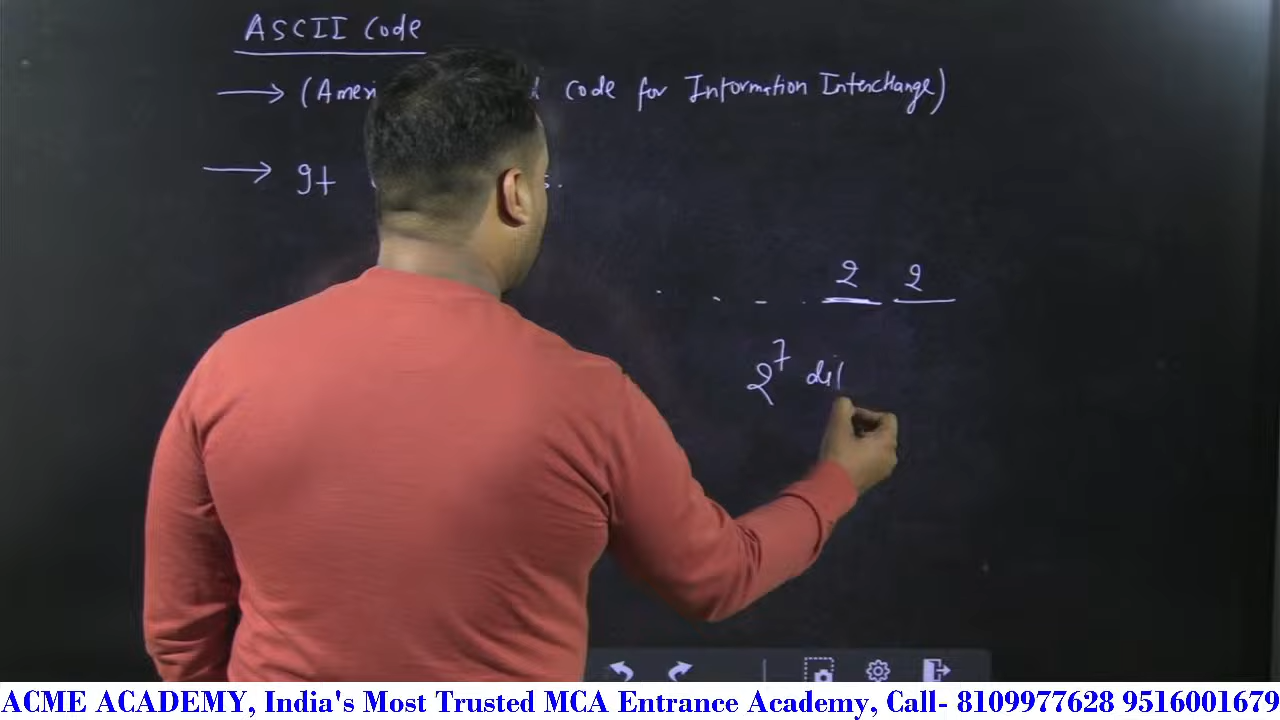 ASCII Code
→ (Ameri code for Information Interchange)
→ It
2 2
2⁷ dif
ACME ACADEMY, India's Most Trusted MCA Entrance Academy, Call- 8109977628 9516001679